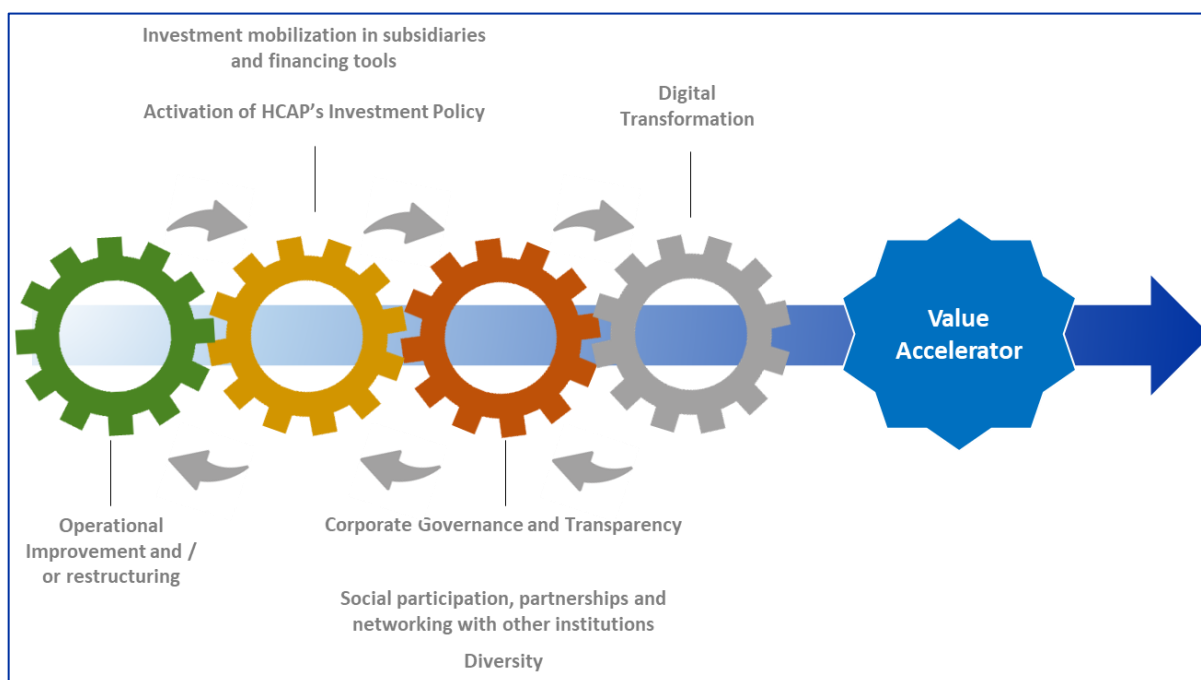 Investment mobilization in subsidiaries
and financing tools
Activation of HCAP's Investment Policy
Digital
Transformation
Value
Accelerator
Operational
Improvement and /
or restructuring
Corporate Governance and Transparency
Social participation, partnerships and
networking with other institutions
Diversity